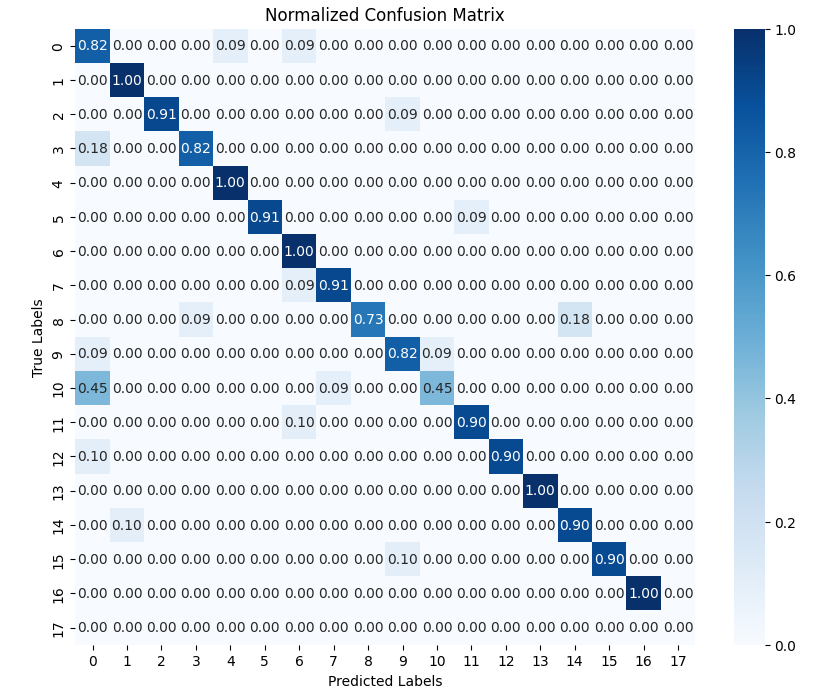 Normalized Confusion Matrix
0 0.82 0.00 0.00 0.00 0.09 0.00 0.09 0.00 0.00 0.00 0.00 0.00 0.00 0.00 0.00 0.00 0.00 0.00
1 0.00 1.00 0.00 0.00 0.00 0.00 0.00 0.00 0.00 0.00 0.00 0.00 0.00 0.00 0.00 0.00 0.00 0.00
2 0.00 0.00 0.91 0.00 0.00 0.00 0.00 0.00 0.00 0.09 0.00 0.00 0.00 0.00 0.00 0.00 0.00 0.00
3 0.18 0.00 0.00 0.82 0.00 0.00 0.00 0.00 0.00 0.00 0.00 0.00 0.00 0.00 0.00 0.00 0.00 0.00
4 0.00 0.00 0.00 0.00 1.00 0.00 0.00 0.00 0.00 0.00 0.00 0.00 0.00 0.00 0.00 0.00 0.00 0.00
5 0.00 0.00 0.00 0.00 0.00 0.91 0.00 0.00 0.00 0.00 0.00 0.09 0.00 0.00 0.00 0.00 0.00 0.00
6 0.00 0.00 0.00 0.00 0.00 0.00 1.00 0.00 0.00 0.00 0.00 0.00 0.00 0.00 0.00 0.00 0.00 0.00
7 0.00 0.00 0.00 0.00 0.00 0.00 0.09 0.91 0.00 0.00 0.00 0.00 0.00 0.00 0.00 0.00 0.00 0.00
8 0.00 0.00 0.00 0.09 0.00 0.00 0.00 0.00 0.73 0.00 0.00 0.00 0.00 0.00 0.18 0.00 0.00 0.00
9 0.09 0.00 0.00 0.00 0.00 0.00 0.00 0.00 0.00 0.82 0.09 0.00 0.00 0.00 0.00 0.00 0.00 0.00
10 0.45 0.00 0.00 0.00 0.00 0.00 0.00 0.09 0.00 0.00 0.45 0.00 0.00 0.00 0.00 0.00 0.00 0.00
11 0.00 0.00 0.00 0.00 0.00 0.00 0.10 0.00 0.00 0.00 0.00 0.90 0.00 0.00 0.00 0.00 0.00 0.00
12 0.10 0.00 0.00 0.00 0.00 0.00 0.00 0.00 0.00 0.00 0.00 0.00 0.90 0.00 0.00 0.00 0.00 0.00
13 0.00 0.00 0.00 0.00 0.00 0.00 0.00 0.00 0.00 0.00 0.00 0.00 0.00 1.00 0.00 0.00 0.00 0.00
14 0.00 0.10 0.00 0.00 0.00 0.00 0.00 0.00 0.00 0.00 0.00 0.00 0.00 0.00 0.90 0.00 0.00 0.00
15 0.00 0.00 0.00 0.00 0.00 0.00 0.00 0.00 0.00 0.10 0.00 0.00 0.00 0.00 0.00 0.90 0.00 0.00
16 0.00 0.00 0.00 0.00 0.00 0.00 0.00 0.00 0.00 0.00 0.00 0.00 0.00 0.00 0.00 0.00 1.00 0.00
17 0.00 0.00 0.00 0.00 0.00 0.00 0.00 0.00 0.00 0.00 0.00 0.00 0.00 0.00 0.00 0.00 0.00 0.00
0 1 2 3 4 5 6 7 8 9 10 11 12 13 14 15 16 17
Predicted Labels
True Labels
1.0
0.8
0.6
0.4
0.2
0.0